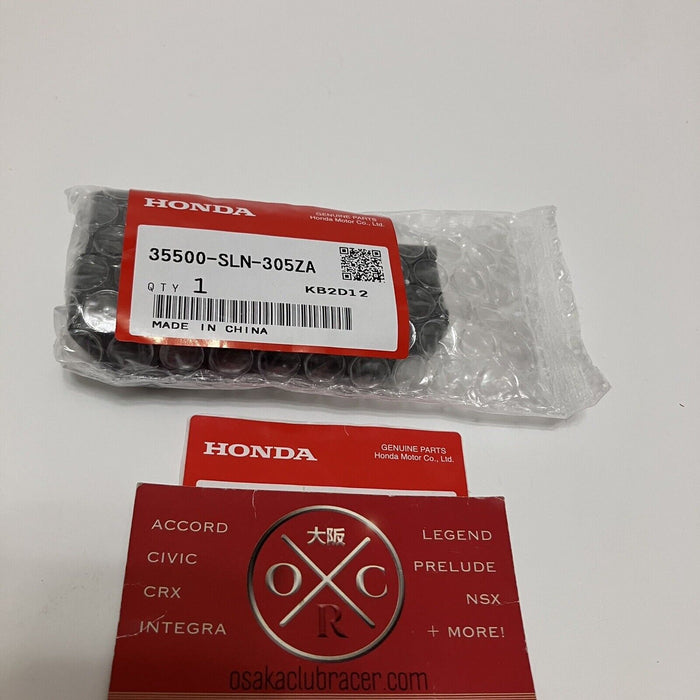 HONDA
GENUINE PARTS
Honda Motor Co., Ltd.
35500-SLN-305ZA
QTY 1
KB2D12
MADE IN CHINA
HONDA
GENUINE PARTS
Honda Motor Co., Ltd.
ACCORD
CIVIC
CRX
INTEGRA
大阪
O C
R
LEGEND
PRELUDE
NSX
+ MORE!
osakaclubracer.com